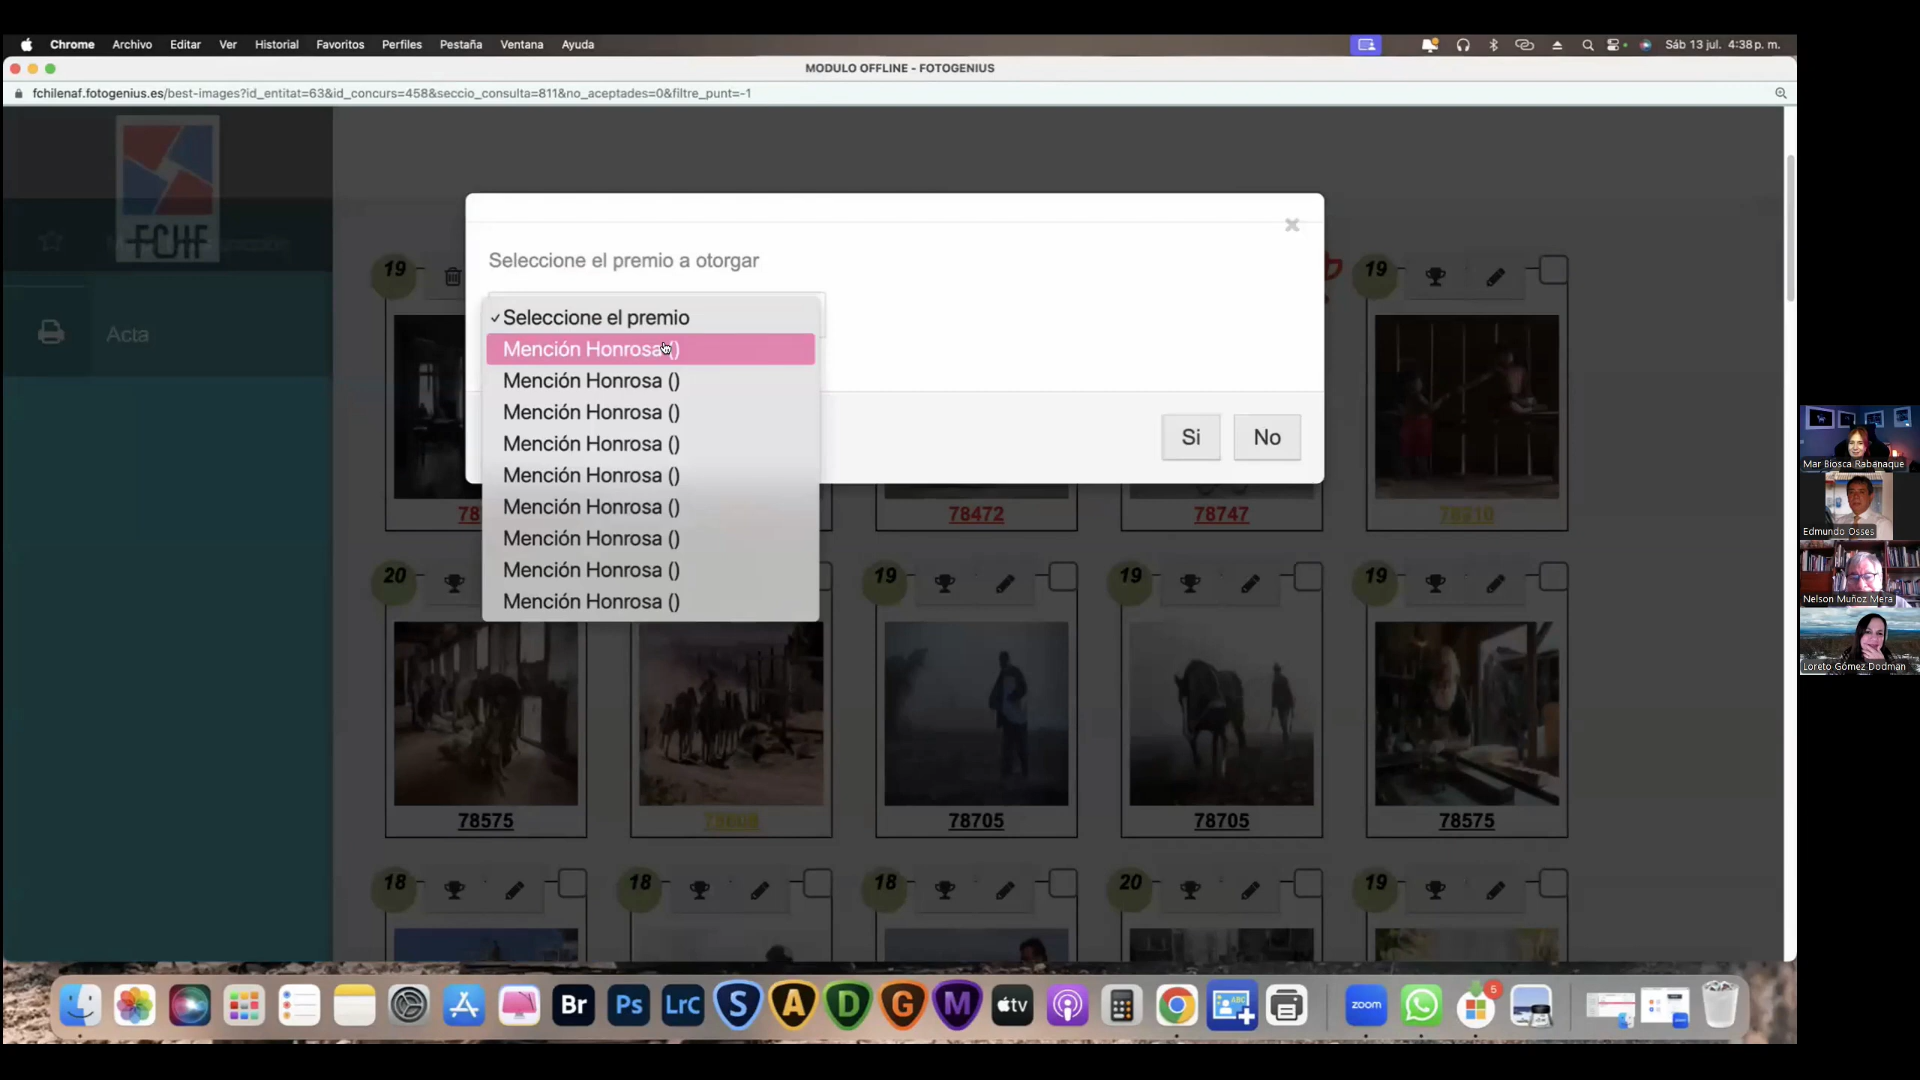 Chrome Archivo Editar Ver Historial Favoritos Perfiles Pestaña Ventana Ayuda Sáb 13 jul. 4:38 p. m.
MODULO OFFLINE - FOTOGENIUS
fchilenaf.fotogenius.es/best-images?id_entitat=63&id_concurs=458&seccio_consulta=811&no_aceptades=0&filtre_punt=-1
FCHF
Acta
Seleccione el premio a otorgar
✓ Seleccione el premio
Mención Honrosa ()
Mención Honrosa ()
Mención Honrosa ()
Mención Honrosa ()
Mención Honrosa ()
Mención Honrosa ()
Mención Honrosa ()
Mención Honrosa ()
Mención Honrosa ()
Si No
19 19
78472 78747
20 19 19 19
78575 78705 78705 78575
18 18 18 20 19
Mar Biosca Rabanaque
Edmundo Osses
Nelson Muñoz Mera
Loreto Gómez Dodman
Br Ps LrC S A D G M tv zoom 5
ABC